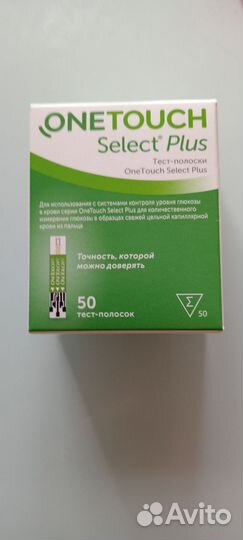 ONETOUCH
Select® Plus
Тест-полоски
OneTouch Select Plus
Для использования с системами контроля уровня глюкозы
в крови серии OneTouch Select Plus для количественного
измерения глюкозы в образцах свежей цельной капиллярной
крови из пальца
Точность, которой
можно доверять
50
тест-полосок
Σ
50
Avito